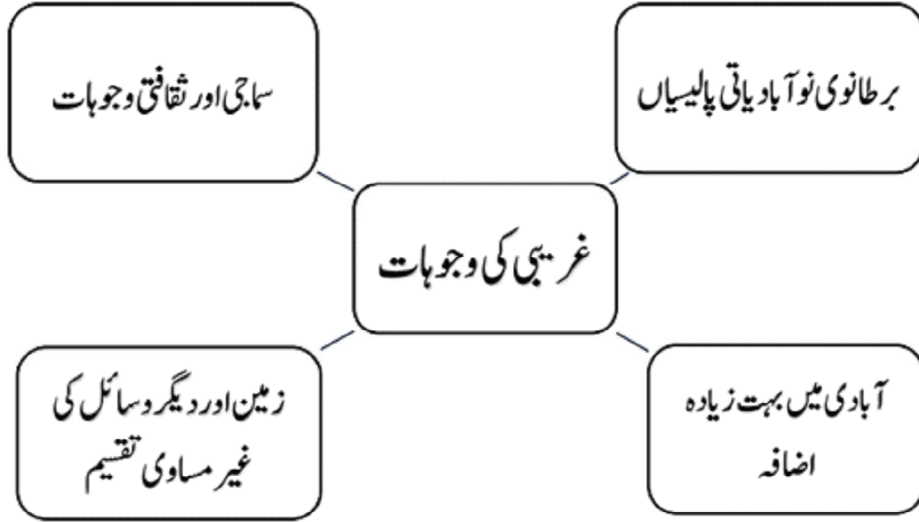 برطانوی نوآبادیاتی پالیسیاں
سماجی اور ثقافتی وجوہات
غریبی کی وجوہات
آبادی میں بہت زیادہ
اضافہ
زمین اور دیگر وسائل کی
غیر مساوی تقسیم